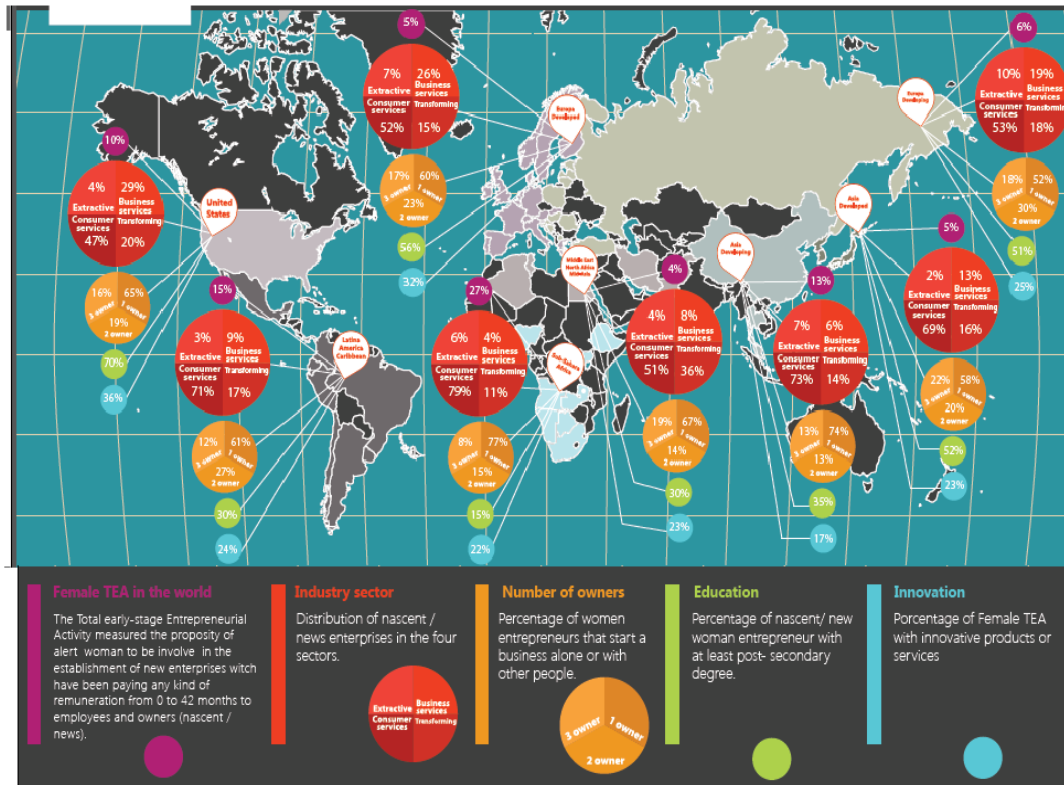 5%
7% 26%
Extractive Business services
Consumer services Transforming
52% 15%
17% 60%
3 owner 1 owner
23%
2 owner
56%
32%
Europe
Developed
6%
10% 19%
Extractive Business services
Consumer services Transforming
53% 18%
18% 52%
3 owner 1 owner
30%
2 owner
51%
25%
Europe
Developing
10%
4% 29%
Extractive Business services
Consumer services Transforming
47% 20%
16% 65%
3 owner 1 owner
19%
2 owner
70%
36%
United
States
15%
3% 9%
Extractive Business services
Consumer services Transforming
71% 17%
12% 61%
3 owner 1 owner
27%
2 owner
30%
24%
Latina
America
Caribbean
27%
6% 4%
Extractive Business services
Consumer services Transforming
79% 11%
8% 77%
3 owner 1 owner
15%
2 owner
15%
22%
Africa
4%
4% 8%
Extractive Business services
Consumer services Transforming
51% 36%
19% 67%
3 owner 1 owner
14%
2 owner
30%
23%
Middle East
North Africa
13%
7% 6%
Extractive Business services
Consumer services Transforming
73% 14%
13% 74%
3 owner 1 owner
13%
2 owner
35%
17%
Asia
Developing
5%
2% 13%
Extractive Business services
Consumer services Transforming
69% 16%
22% 58%
3 owner 1 owner
20%
2 owner
52%
23%
Asia
Developed
Female TEA in the world
The Total early-stage Entrepreneurial
Activity measured the proposity of
alert woman to be involve in the
establishment of new enterprises witch
have been paying any kind of
remuneration from 0 to 42 months to
employees and owners (nascent /
news).
Industry sector
Distribution of nascent /
news enterprises in the four
sectors.
Extractive Business services
Consumer services Transforming
Number of owners
Percentage of women
entrepreneurs that start a
business alone or with
other people.
3 owner 1 owner
2 owner
Education
Percentage of nascent/ new
woman entrepreneur with
at least post- secondary
degree.
Innovation
Porcentage of Female TEA
with innovative products or
services